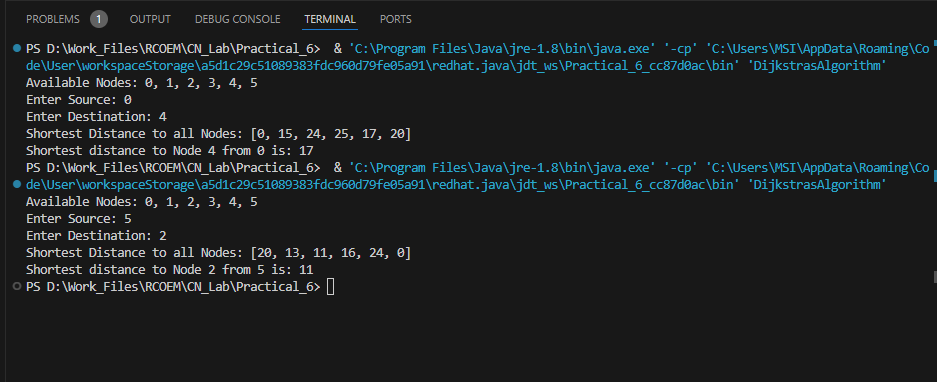 PROBLEMS 1 OUTPUT DEBUG CONSOLE TERMINAL PORTS
PS D:\Work_Files\RCOEM\CN_Lab\Practical_6>  & 'C:\Program Files\Java\jre-1.8\bin\java.exe' '-cp' 'C:\Users\MSI\AppData\Roaming\Co
de\User\workspaceStorage\a5d1c29c51089383fdc960d79fe05a91\redhat.java\jdt_ws\Practical_6_cc87d0ac\bin' 'DijkstrasAlgorithm'
Available Nodes: 0, 1, 2, 3, 4, 5
Enter Source: 0
Enter Destination: 4
Shortest Distance to all Nodes: [0, 15, 24, 25, 17, 20]
Shortest distance to Node 4 from 0 is: 17
PS D:\Work_Files\RCOEM\CN_Lab\Practical_6>  & 'C:\Program Files\Java\jre-1.8\bin\java.exe' '-cp' 'C:\Users\MSI\AppData\Roaming\Co
de\User\workspaceStorage\a5d1c29c51089383fdc960d79fe05a91\redhat.java\jdt_ws\Practical_6_cc87d0ac\bin' 'DijkstrasAlgorithm'
Available Nodes: 0, 1, 2, 3, 4, 5
Enter Source: 5
Enter Destination: 2
Shortest Distance to all Nodes: [20, 13, 11, 16, 24, 0]
Shortest distance to Node 2 from 5 is: 11
PS D:\Work_Files\RCOEM\CN_Lab\Practical_6>